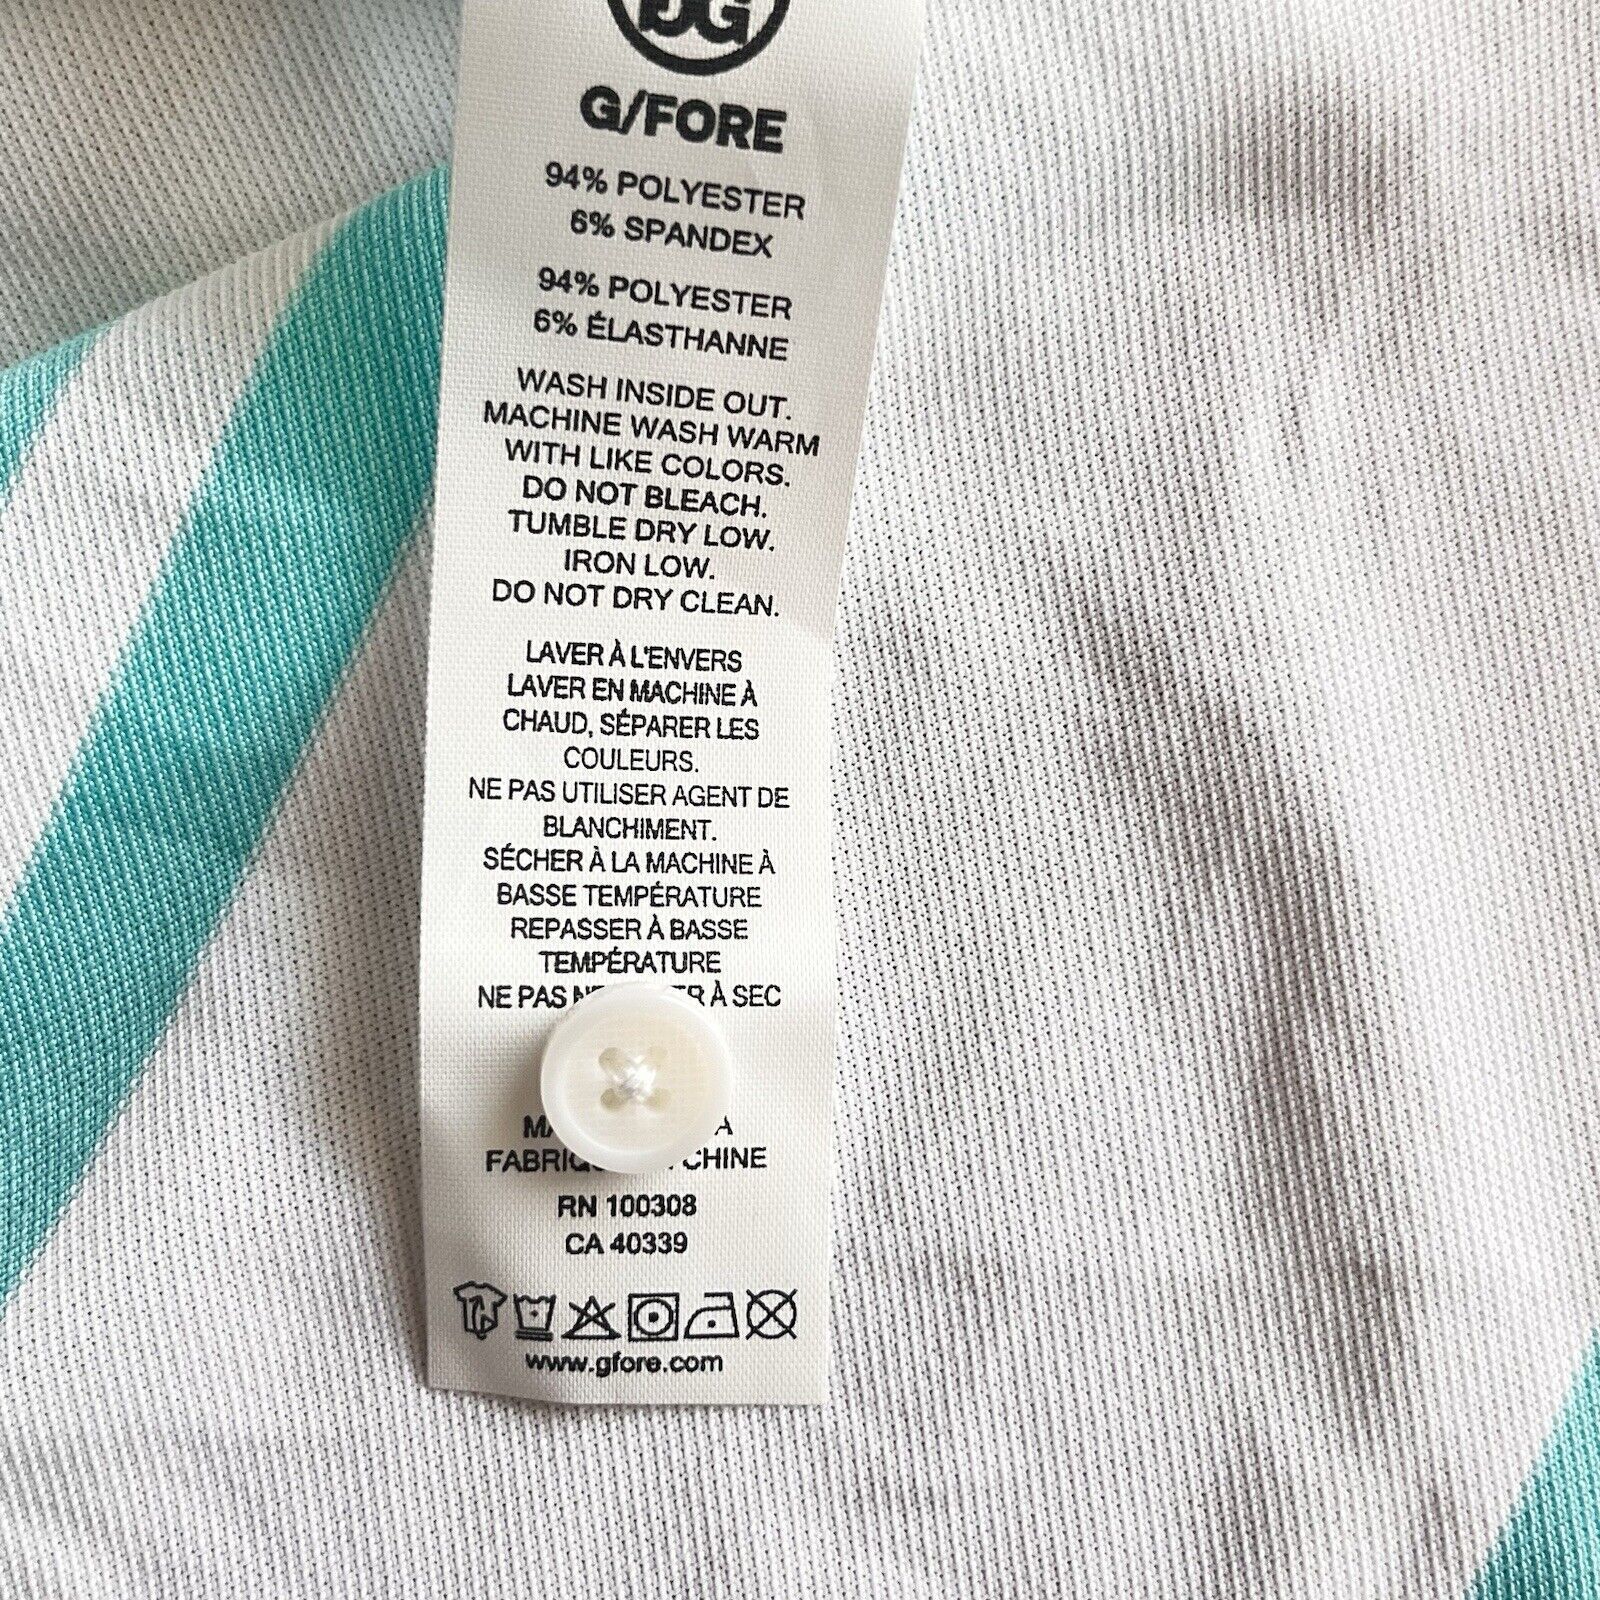 G/FORE
94% POLYESTER
6% SPANDEX
94% POLYESTER
6% ÉLASTHANNE
WASH INSIDE OUT.
MACHINE WASH WARM
WITH LIKE COLORS.
DO NOT BLEACH.
TUMBLE DRY LOW.
IRON LOW.
DO NOT DRY CLEAN.
LAVER À L'ENVERS
LAVER EN MACHINE À
CHAUD, SÉPARER LES
COULEURS.
NE PAS UTILISER AGENT DE
BLANCHIMENT.
SÉCHER À LA MACHINE À
BASSE TEMPÉRATURE
REPASSER À BASSE
TEMPÉRATURE
NE PAS À SEC
CHINE
RN 100308
CA 40339
www.gfore.com